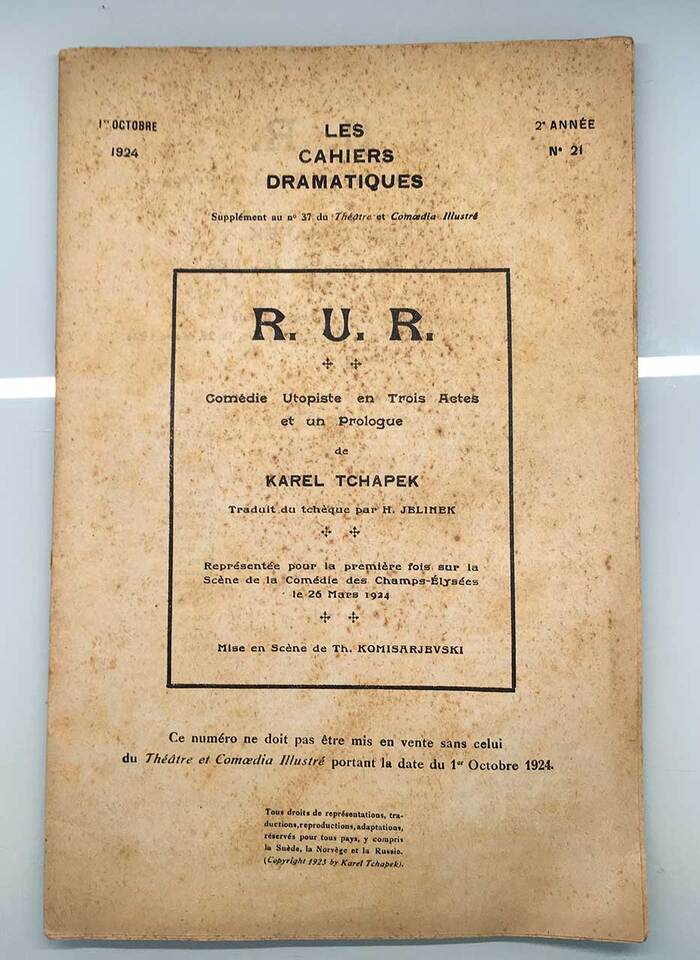 1er OCTOBRE
1924
LES
CAHIERS
DRAMATIQUES
2e ANNÉE
No 21
Supplément au no 37 du Théâtre et Comœdia Illustré
R. U. R.
Comédie Utopiste en Trois Actes
et un Prologue
de
KAREL TCHAPEK
Traduit du tchèque par H. JELINEK
Représentée pour la première fois sur la
Scène de la Comédie des Champs-Élysées
le 26 Mars 1924
Mise en Scène de Th. KOMISARJEVSKI
Ce numéro ne doit pas être mis en vente sans celui
du Théâtre et Comœdia Illustré portant la date du 1er Octobre 1924.
Tous droits de représentations, tra-
ductions, reproductions, adaptations,
réservés pour tous pays, y compris
la Suède, la Norvège et la Russie.
(Copyright 1923 by Karel Tchapek).